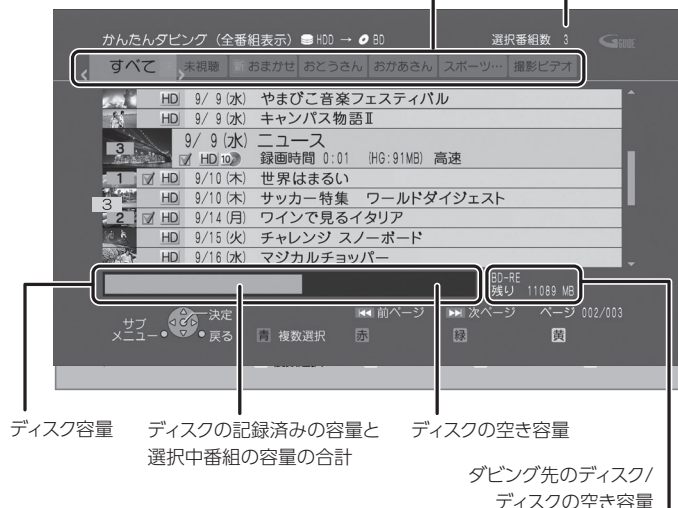 かんたんダビング（全番組表示） HDD → BD 選択番組数 3 GUIDE
すべて 未視聴 新 おまかせ おとうさん おかあさん スポーツ… 撮影ビデオ
HD 9/ 9(水) やまびこ音楽フェスティバル
HD 9/ 9(水) キャンパス物語Ⅱ
3 9/ 9(水) ニュース
HD 10 録画時間 0:01 (HG:91MB) 高速
1 HD 9/10(木) 世界はまるい
HD 9/10(木) サッカー特集 ワールドダイジェスト
3
2 HD 9/14(月) ワインで見るイタリア
HD 9/15(火) チャレンジ スノーボード
HD 9/16(水) マジカルチョッパー
BD-RE
残り 11089 MB
サブ
メニュー
決定
戻る
前ページ 次ページ ページ 002/003
青 複数選択 赤 緑 黄
ディスク容量
ディスクの記録済みの容量と
選択中番組の容量の合計
ディスクの空き容量
ダビング先のディスク/
ディスクの空き容量